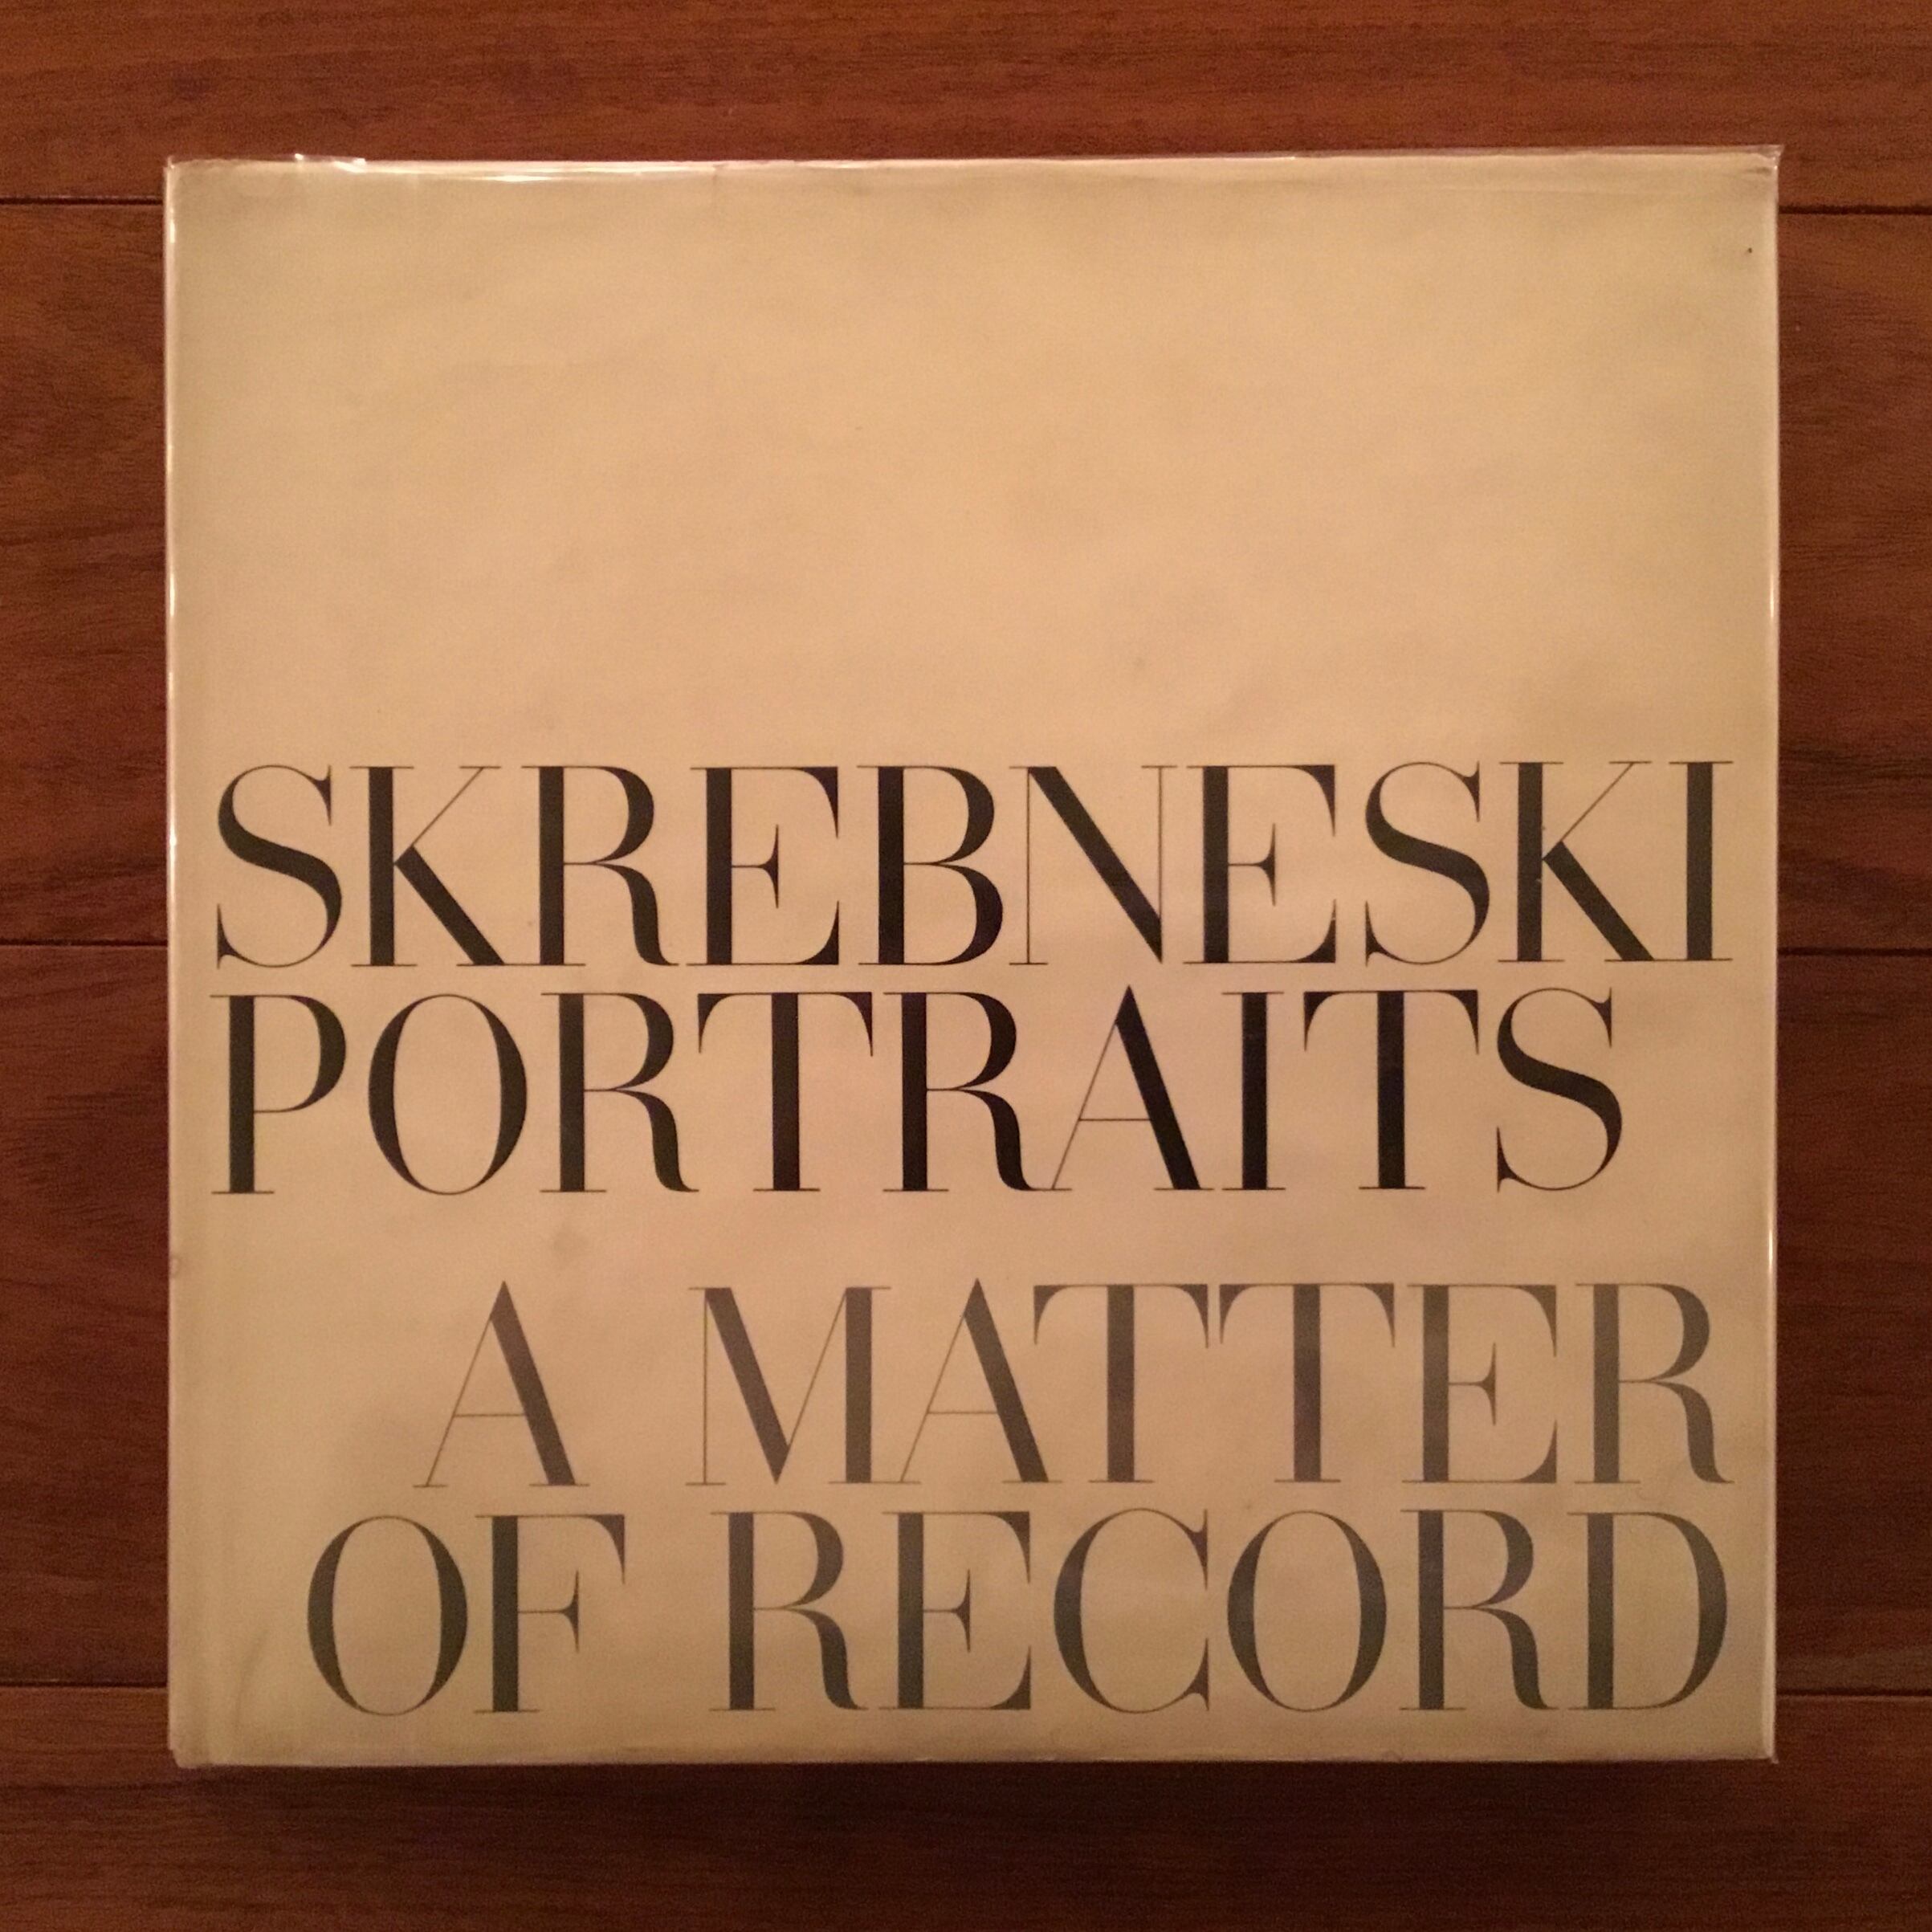 SKREBNESKI
PORTRAITS
A MATTER
OF RECORD